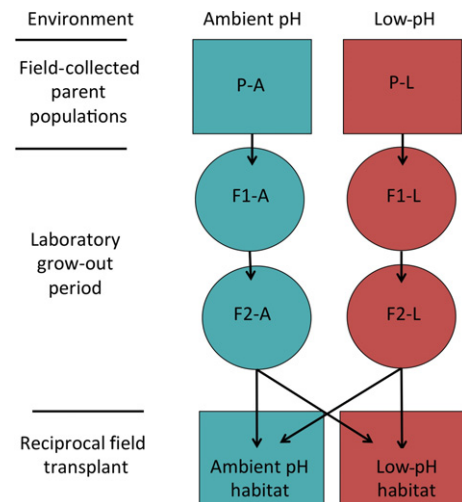 Environment
Ambient pH
Low-pH
Field-collected
parent
populations
P-A
P-L
F1-A
F1-L
Laboratory
grow-out
period
F2-A
F2-L
Reciprocal field
transplant
Ambient pH
habitat
Low-pH
habitat